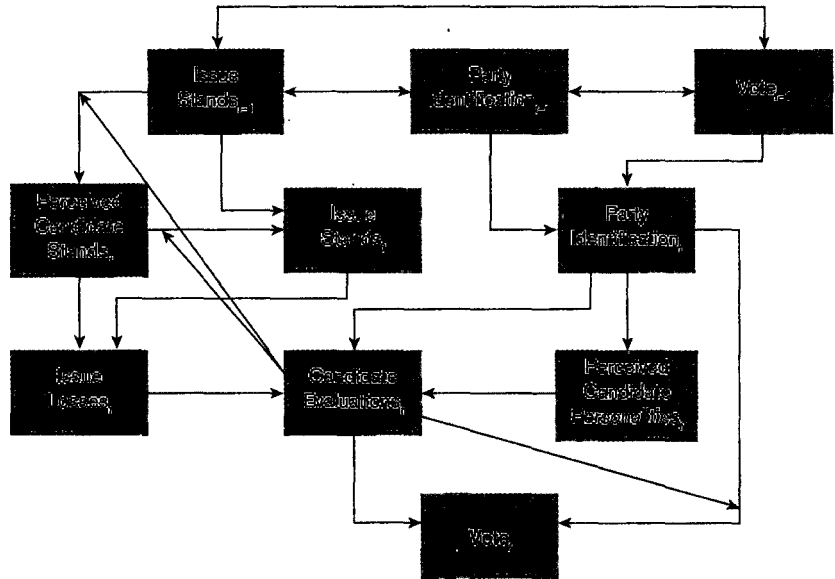 Issue
Stands t-1
Party
Identification t-1
Vote t-1
Perceived
Candidate
Stands t
Issue
Stands t
Party
Identification t
Issue
Losses t
Candidate
Evaluations t
Perceived
Candidate
Personalities t
Vote t